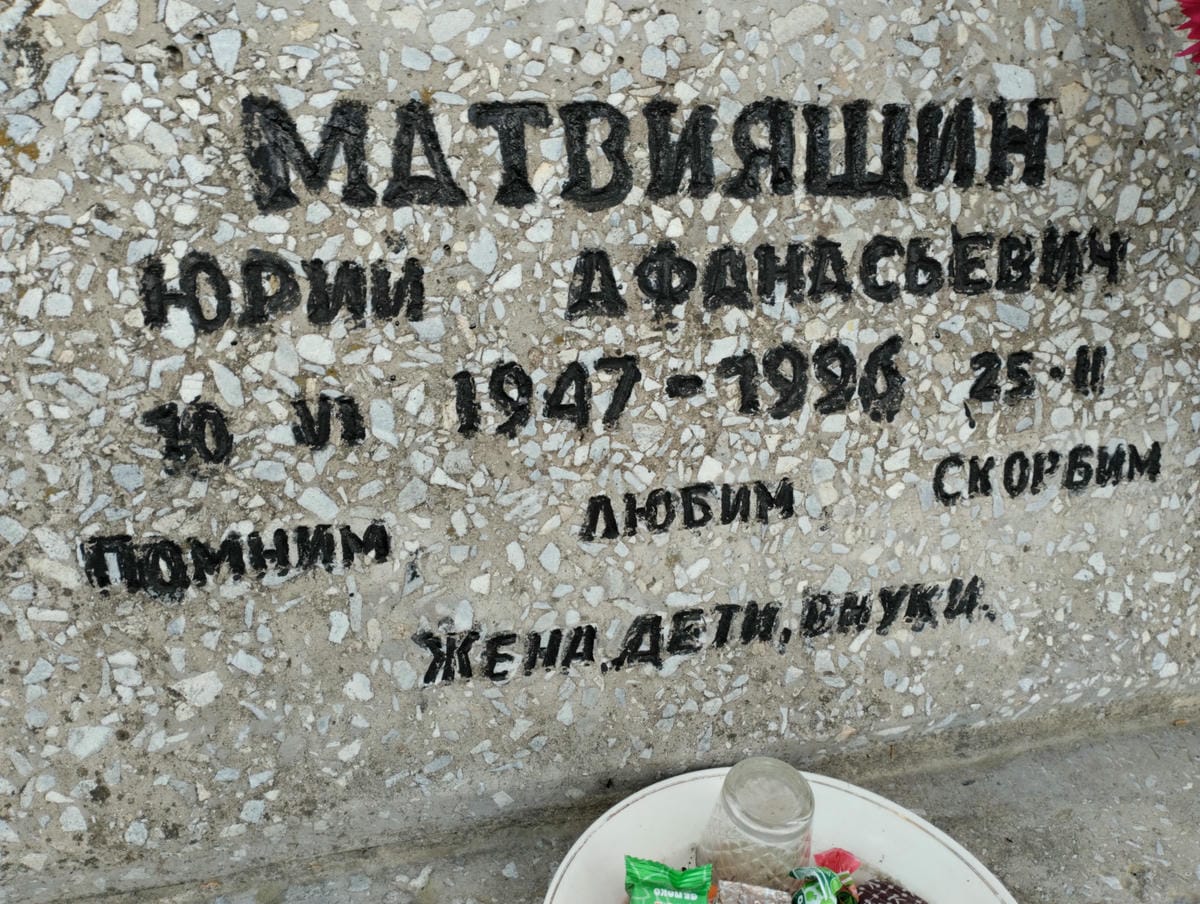 МАТВИЯШИН
ЮРИЙ АФАНАСЬЕВИЧ
10 VI 1947-1996 25·II
ПОМНИМ, ЛЮБИМ, СКОРБИМ
ЖЕНА, ДЕТИ, ВНУКИ.